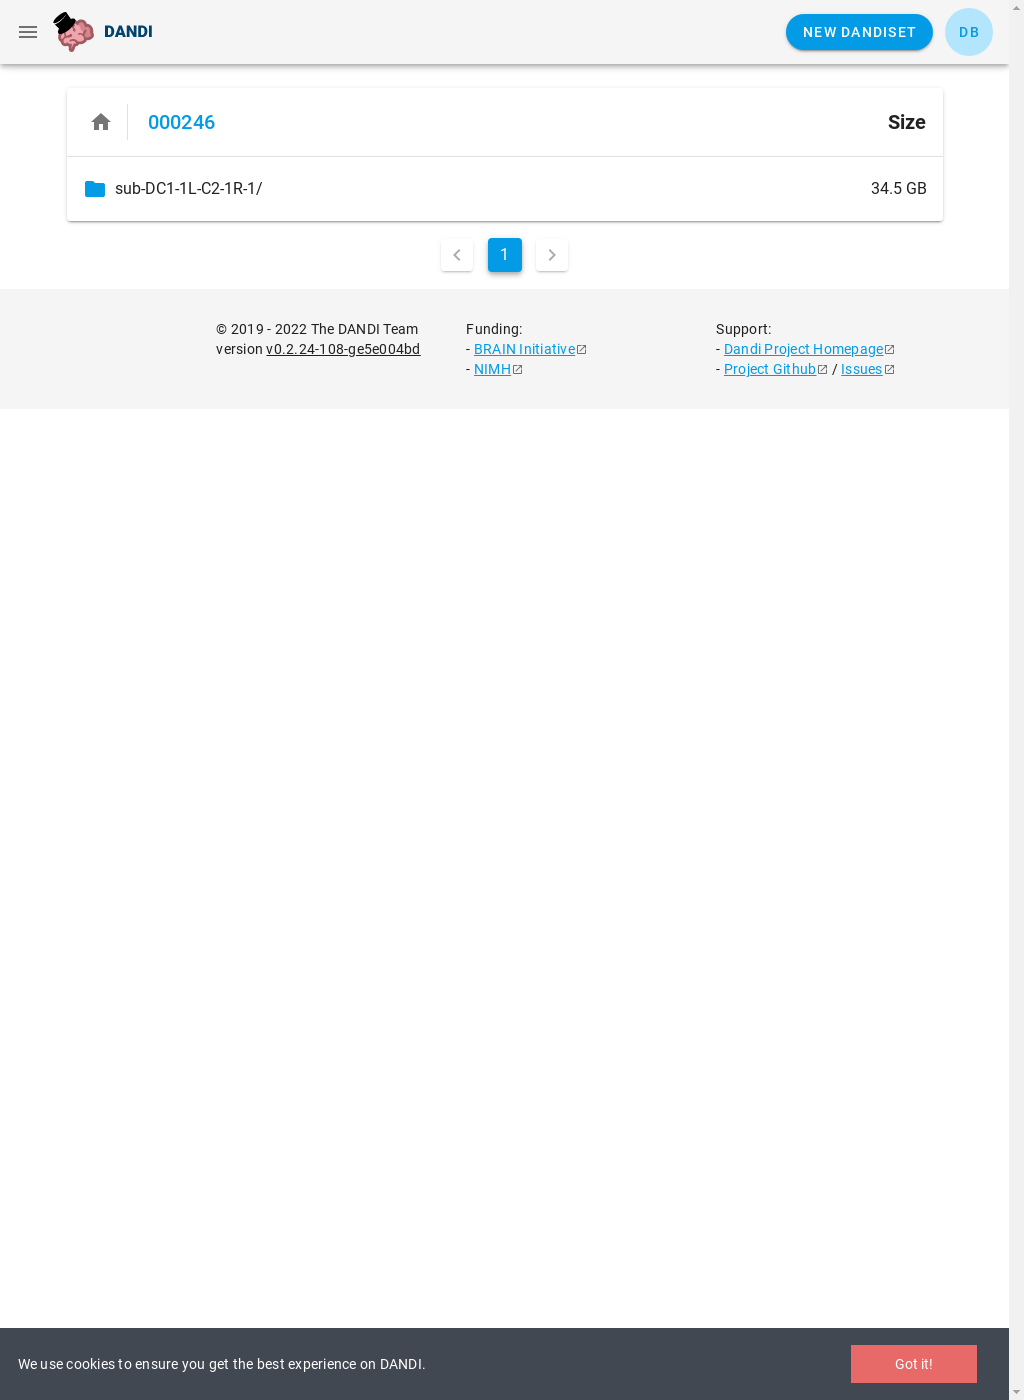 DANDI
NEW DANDISET
DB
000246
Size
sub-DC1-1L-C2-1R-1/
34.5 GB
1
© 2019 - 2022 The DANDI Team
version v0.2.24-108-ge5e004bd
Funding:
- BRAIN Initiative
- NIMH
Support:
- Dandi Project Homepage
- Project Github / Issues
We use cookies to ensure you get the best experience on DANDI.
Got it!